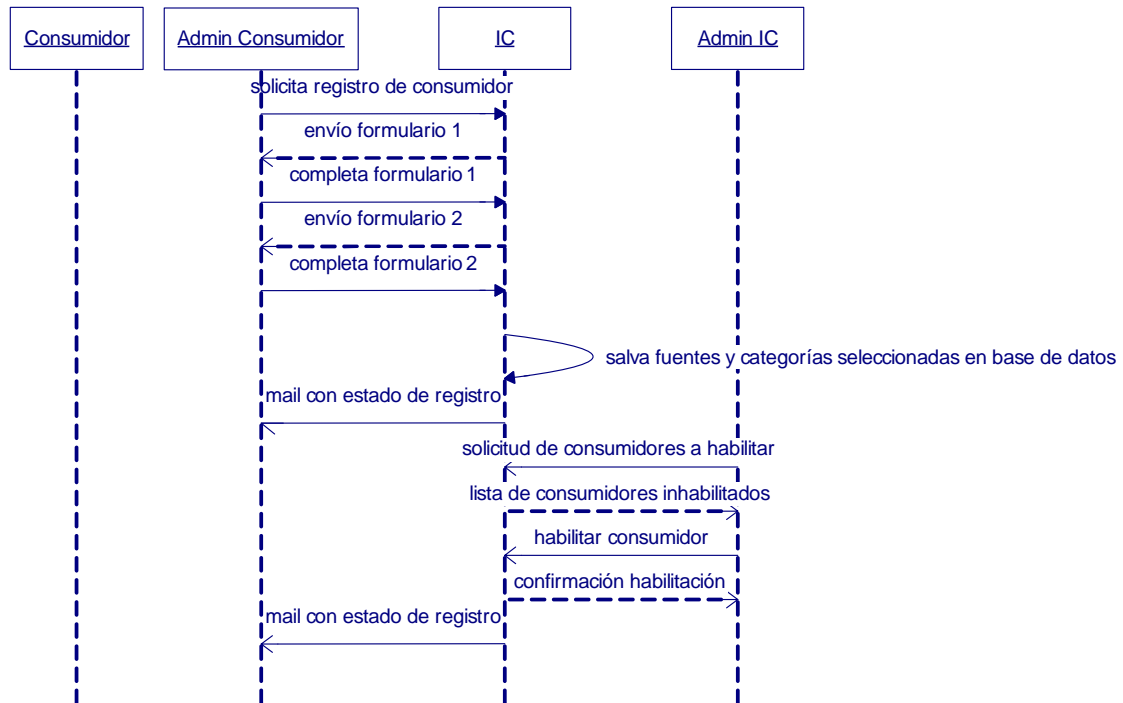 Consumidor
Admin Consumidor
IC
Admin IC
solicita registro de consumidor
envío formulario 1
completa formulario 1
envío formulario 2
completa formulario 2
salva fuentes y categorías seleccionadas en base de datos
mail con estado de registro
solicitud de consumidores a habilitar
lista de consumidores inhabilitados
habilitar consumidor
confirmación habilitación
mail con estado de registro